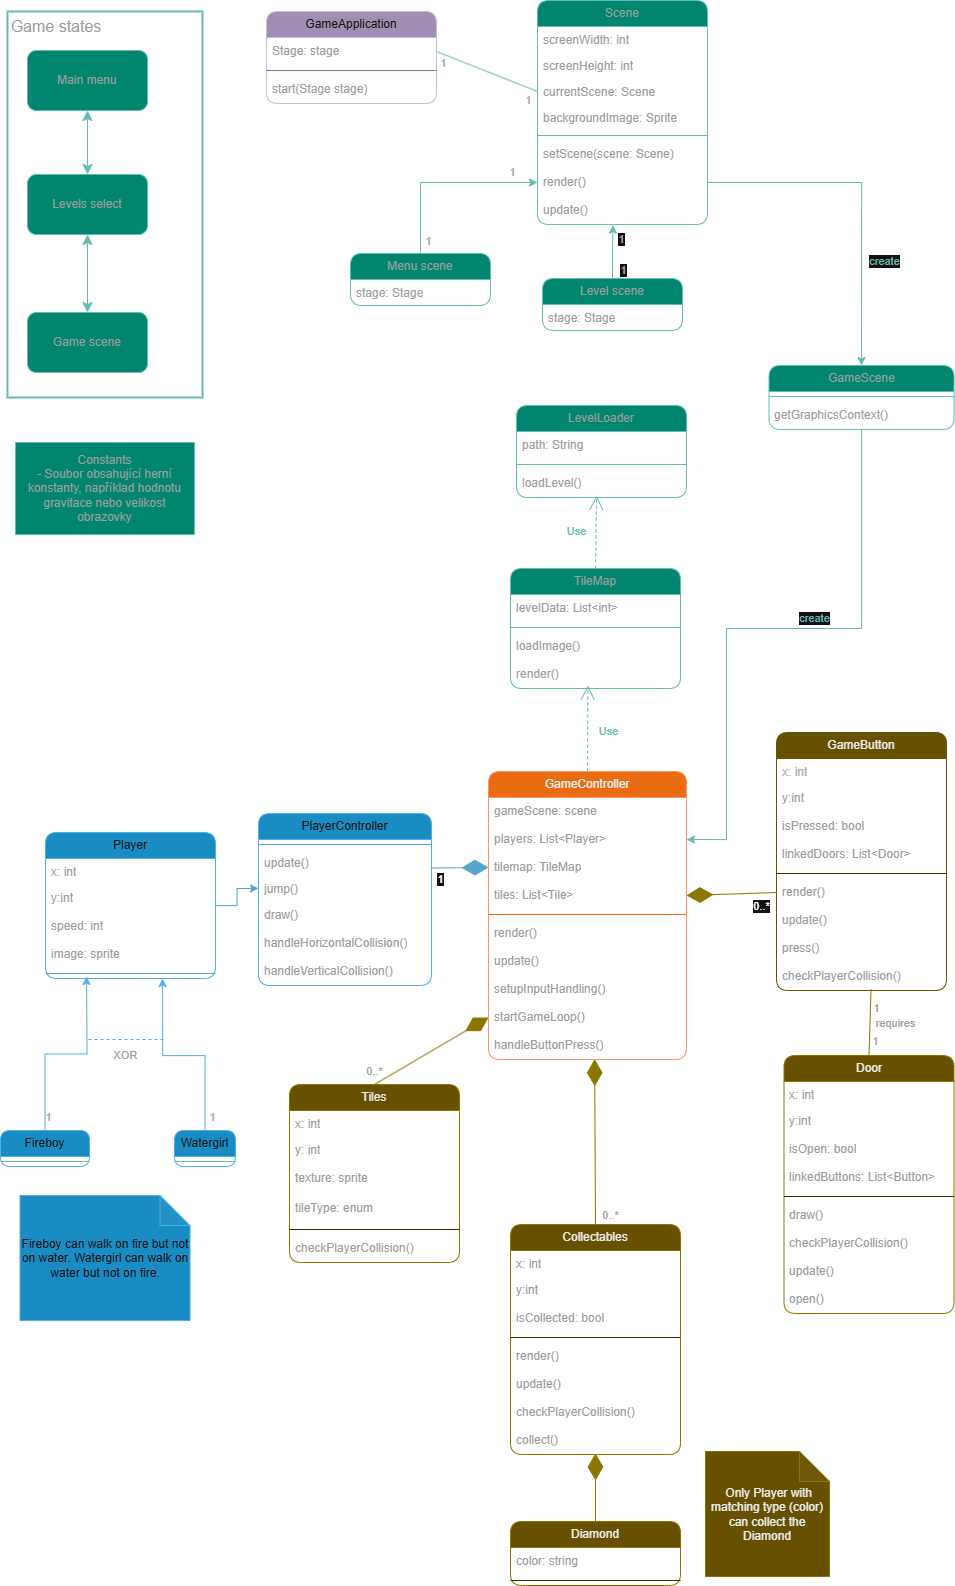 Game states
Main menu
Levels select
Game scene
Constants
- Soubor obsahující herní
konstanty, například hodnotu
gravitace nebo velikost
obrazovky
GameApplication
Stage: stage
start(Stage stage)
1
1
Scene
screenWidth: int
screenHeight: int
currentScene: Scene
backgroundImage: Sprite
setScene(scene: Scene)
render()
update()
1
1
Menu scene
stage: Stage
1
1
Level scene
stage: Stage
create
GameScene
getGraphicsContext()
create
LevelLoader
path: String
loadLevel()
Use
TileMap
levelData: List<int>
loadImage()
render()
Use
GameController
gameScene: scene
players: List<Player>
tilemap: TileMap
tiles: List<Tile>
render()
update()
setupInputHandling()
startGameLoop()
handleButtonPress()
PlayerController
update()
jump()
draw()
handleHorizontalCollision()
handleVerticalCollision()
1
Player
x: int
y:int
speed: int
image: sprite
XOR
1
1
Fireboy
Watergirl
Fireboy can walk on fire but not
on water. Watergirl can walk on
water but not on fire.
GameButton
x: int
y:int
isPressed: bool
linkedDoors: List<Door>
render()
update()
press()
checkPlayerCollision()
0..*
1
requires
1
Door
x: int
y:int
isOpen: bool
linkedButtons: List<Button>
draw()
checkPlayerCollision()
update()
open()
0..*
Tiles
x: int
y: int
texture: sprite
tileType: enum
checkPlayerCollision()
0..*
Collectables
x: int
y:int
isCollected: bool
render()
update()
checkPlayerCollision()
collect()
Diamond
color: string
Only Player with
matching type (color)
can collect the
Diamond